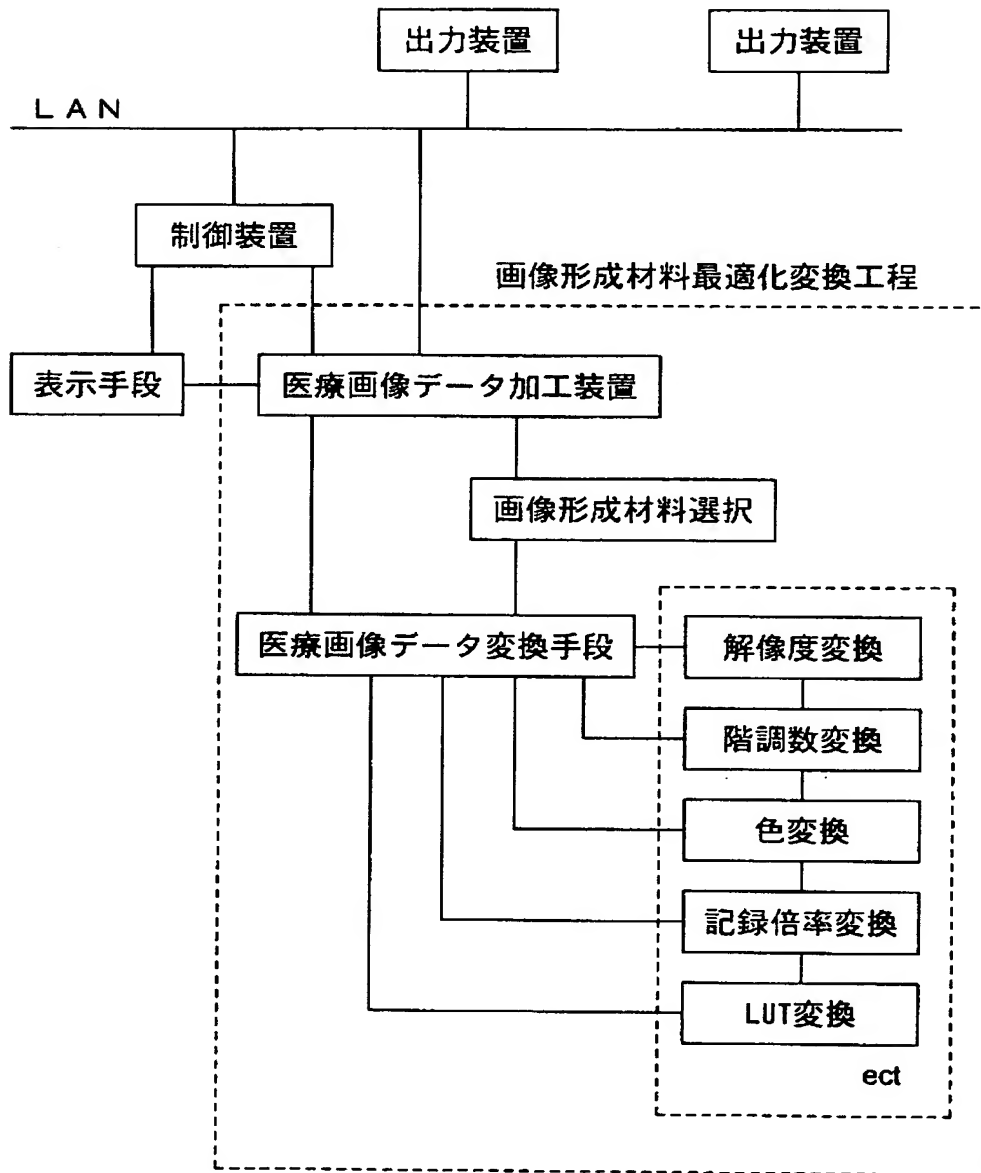 出力装置
出力装置
LAN
制御装置
画像形成材料最適化変換工程
表示手段
医療画像データ加工装置
画像形成材料選択
医療画像データ変換手段
解像度変換
階調数変換
色変換
記録倍率変換
LUT変換
ect